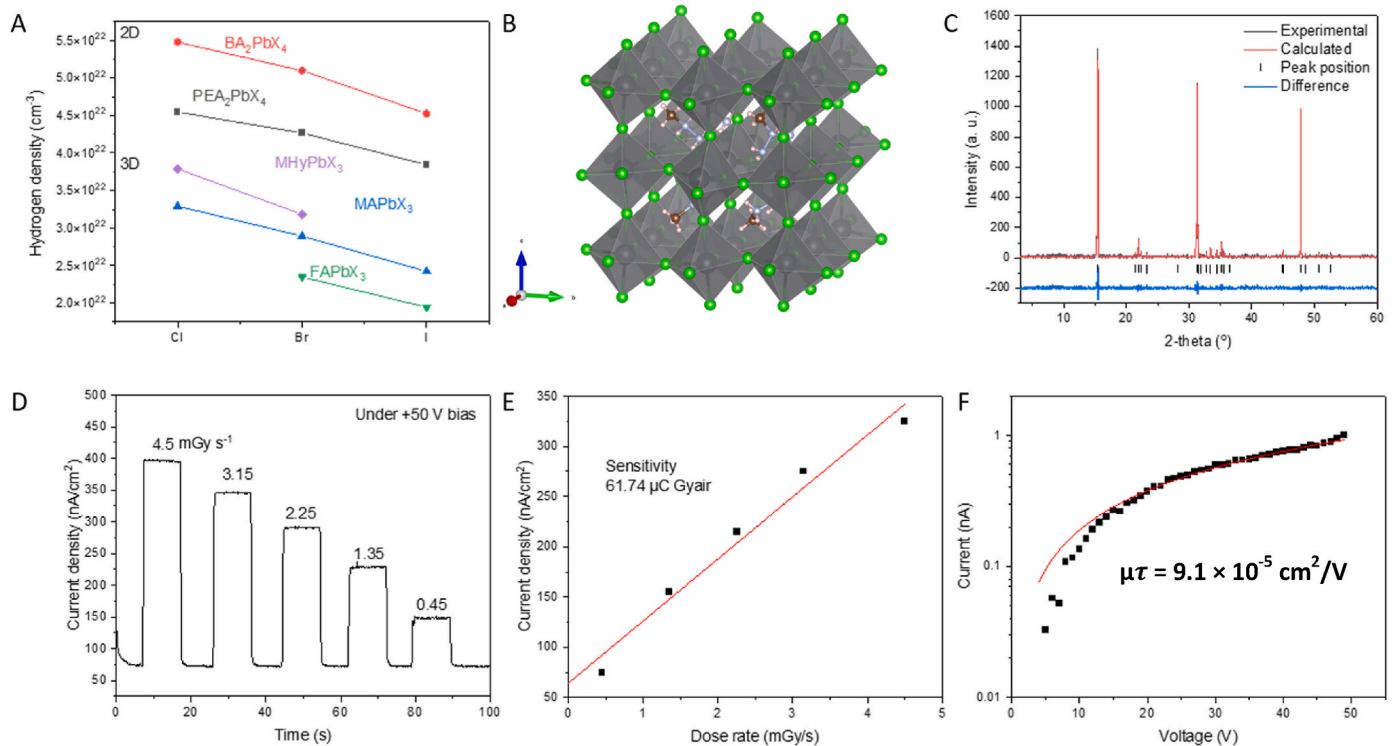 A
2D
BA₂PbX₄
PEA₂PbX₄
3D
MHyPbX₃
MAPbX₃
FAPbX₃
5.5×10²²
5.0×10²²
4.5×10²²
4.0×10²²
3.5×10²²
3.0×10²²
2.5×10²²
2.0×10²²
Hydrogen density (cm⁻³)
Cl Br I
B
C
Experimental
Calculated
Peak position
Difference
1600
1400
1200
1000
800
600
400
200
0
-200
Intensity (a. u.)
10 20 30 40 50 60
2-theta (°)
D
Under +50 V bias
4.5 mGy s⁻¹
3.15
2.25
1.35
0.45
500
450
400
350
300
250
200
150
100
50
Current density (nA/cm²)
0 20 40 60 80 100
Time (s)
E
Sensitivity
61.74 µC Gyair
350
300
250
200
150
100
50
Current density (nA/cm²)
0 1 2 3 4 5
Dose rate (mGy/s)
F
µτ = 9.1 × 10⁻⁵ cm²/V
1
0.1
0.01
Current (nA)
0 10 20 30 40 50
Voltage (V)